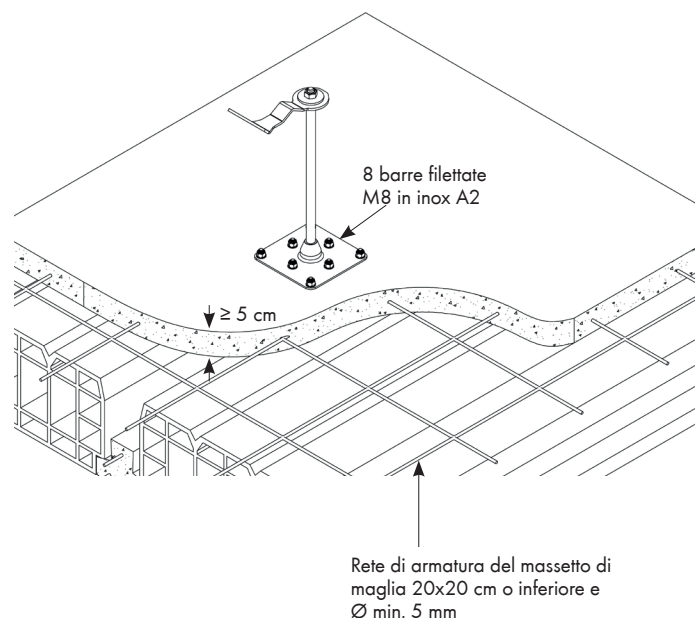 8 barre filettate
M8 in inox A2
≥ 5 cm
Rete di armatura del massetto di
maglia 20x20 cm o inferiore e
Ø min. 5 mm